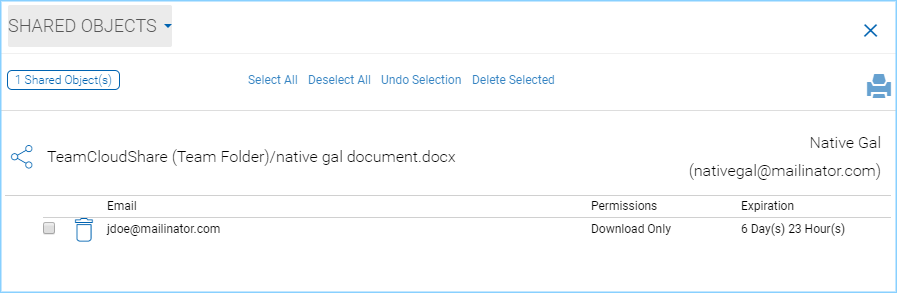 SHARED OBJECTS
1 Shared Object(s) Select All Deselect All Undo Selection Delete Selected
TeamCloudShare (Team Folder)/native gal document.docx
Native Gal
(nativegal@mailinator.com)
Email Permissions Expiration
jdoe@mailinator.com Download Only 6 Day(s) 23 Hour(s)